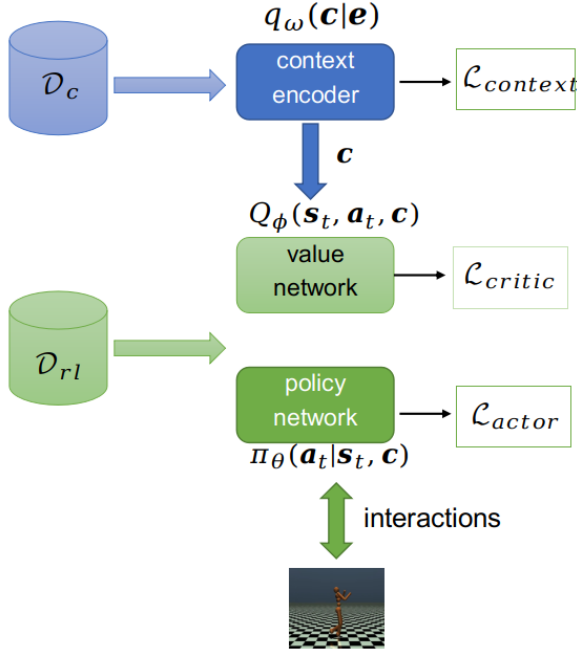 q_ω(c|e)
𝒟_c
context
encoder
ℒ_context
c
Q_ϕ(s_t, a_t, c)
value
network
ℒ_critic
𝒟_rl
policy
network
ℒ_actor
π_θ(a_t|s_t, c)
interactions